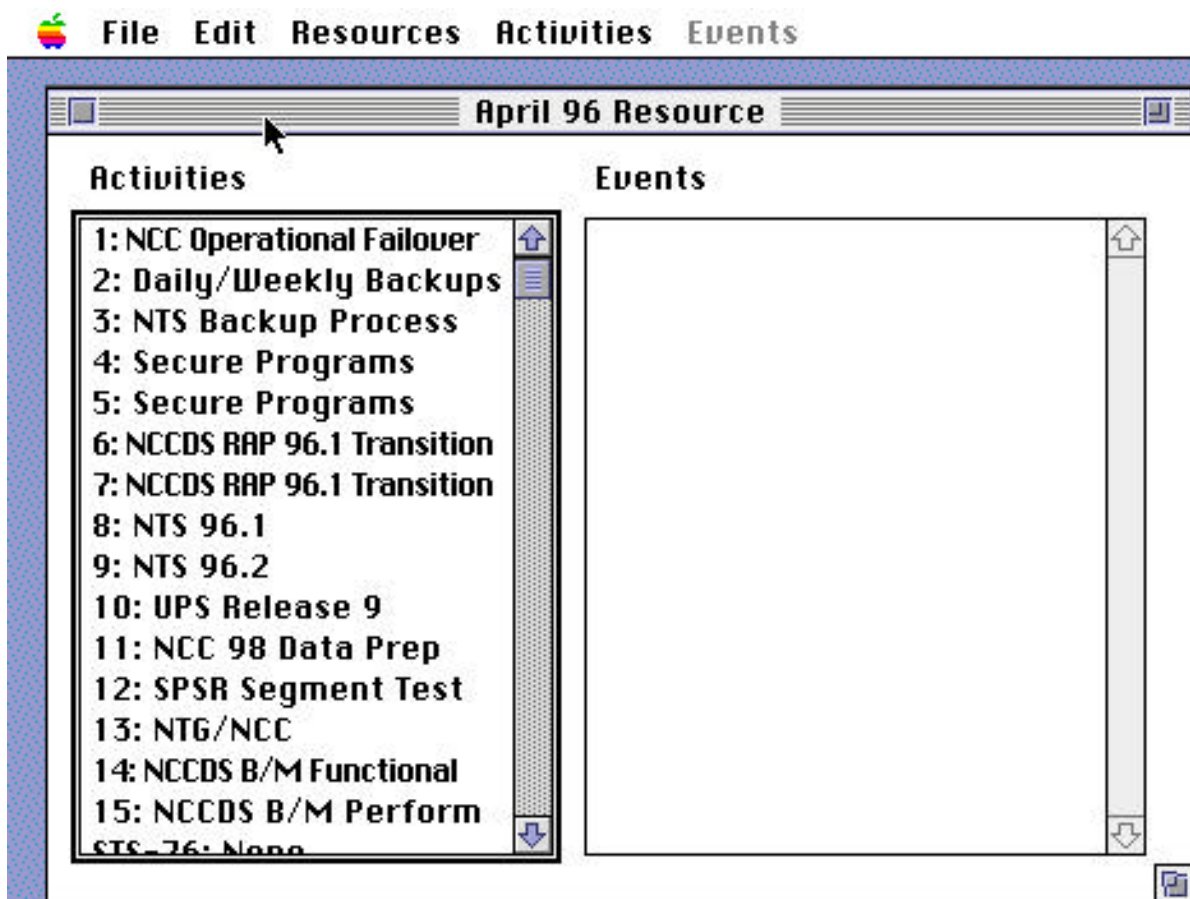 File Edit Resources Activities Events
April 96 Resource
Activities
1: NCC Operational Failover
2: Daily/Weekly Backups
3: NTS Backup Process
4: Secure Programs
5: Secure Programs
6: NCCDS RAP 96.1 Transition
7: NCCDS RAP 96.1 Transition
8: NTS 96.1
9: NTS 96.2
10: UPS Release 9
11: NCC 98 Data Prep
12: SPSR Segment Test
13: NTG/NCC
14: NCCDS B/M Functional
15: NCCDS B/M Perform
STS-76: None
Events